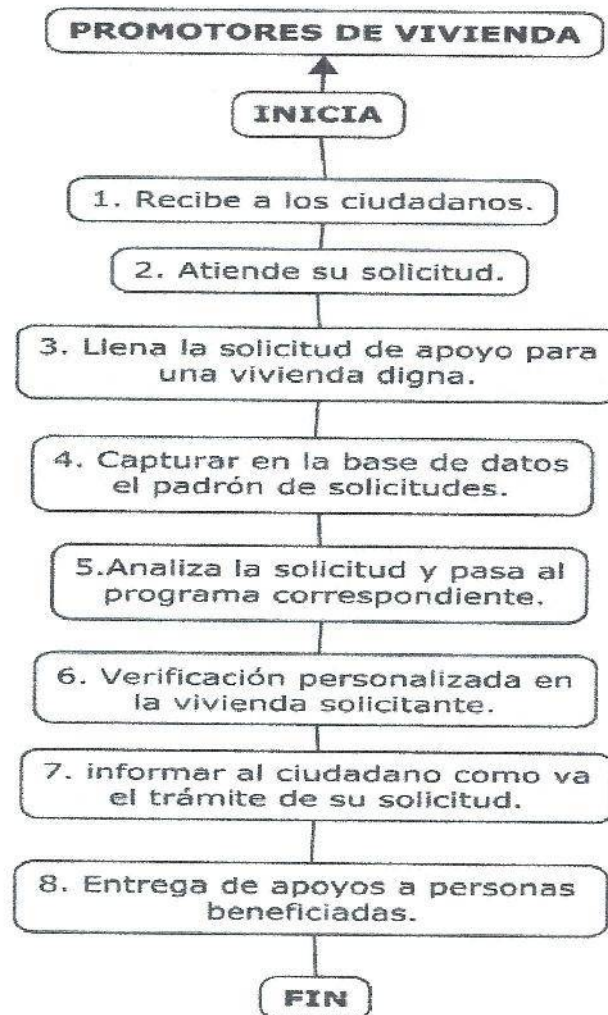 PROMOTORES DE VIVIENDA
INICIA
1. Recibe a los ciudadanos.
2. Atiende su solicitud.
3. Llena la solicitud de apoyo para
una vivienda digna.
4. Capturar en la base de datos
el padrón de solicitudes.
5.Analiza la solicitud y pasa al
programa correspondiente.
6. Verificación personalizada en
la vivienda solicitante.
7. informar al ciudadano como va
el trámite de su solicitud.
8. Entrega de apoyos a personas
beneficiadas.
FIN